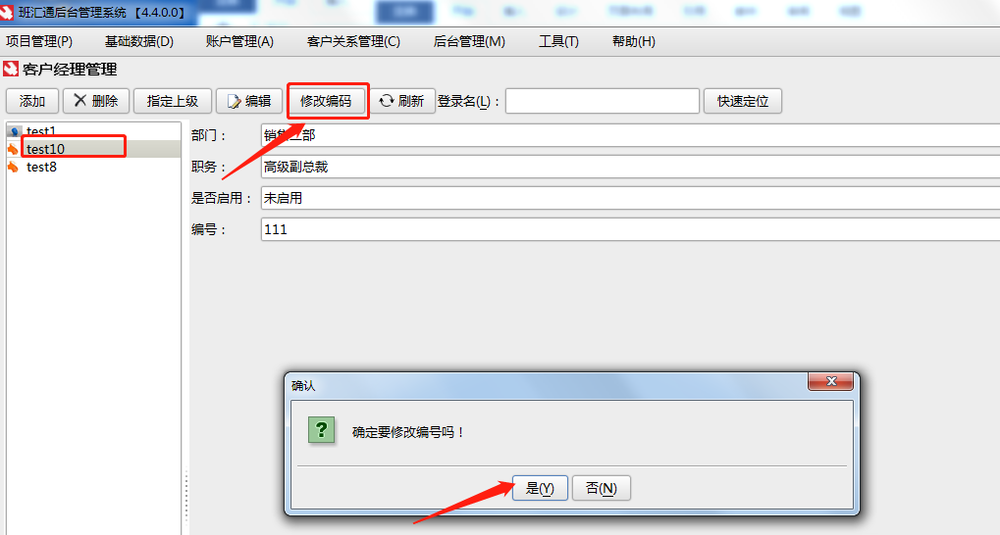 班汇通后台管理系统 【4.4.0.0】
项目管理(P) 基础数据(D) 账户管理(A) 客户关系管理(C) 后台管理(M) 工具(T) 帮助(H)
客户经理管理
添加 删除 指定上级 编辑 修改编码 刷新 登录名(L)： 快速定位
test1
test10
test8
部门：
职务： 高级副总裁
是否启用： 未启用
编号： 111
确认
确定要修改编号吗！
是(Y) 否(N)